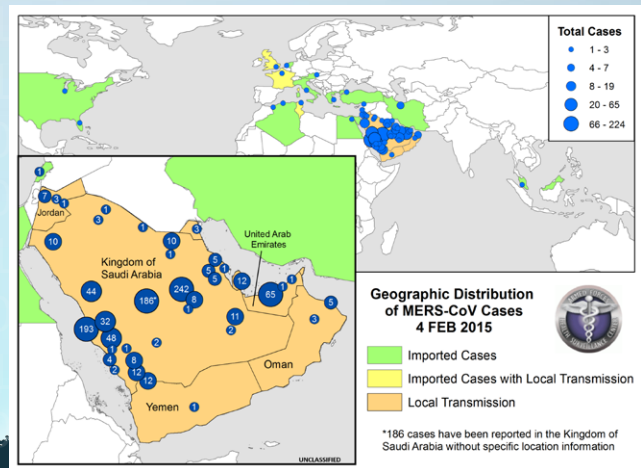 Total Cases
1 - 3
4 - 7
8 - 19
20 - 65
66 - 224
1
7
3
1
Jordan
1
3
1
3
10
10
1
United Arab
Emirates
Kingdom of
Saudi Arabia
5
1
5
5
12
1
1
65
44
186*
242
8
1
11
2
5
3
193
32
48
1
1
4
2
8
12
12
2
Oman
Yemen
1
UNCLASSIFIED
Geographic Distribution
of MERS-CoV Cases
4 FEB 2015
Imported Cases
Imported Cases with Local Transmission
Local Transmission
*186 cases have been reported in the Kingdom of
Saudi Arabia without specific location information